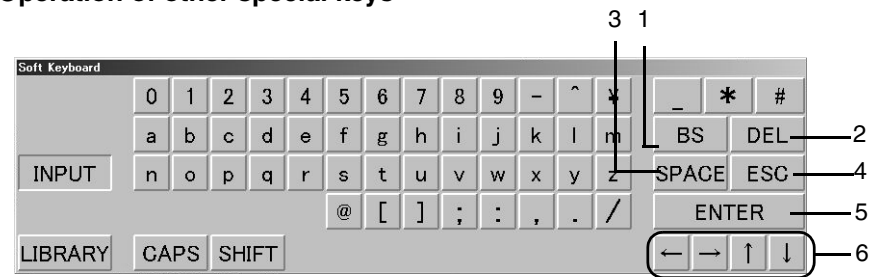 Operation of other special keys
3 1
Soft Keyboard
0 1 2 3 4 5 6 7 8 9 - ^ ¥ _ * #
a b c d e f g h i j k l m BS DEL 2
INPUT n o p q r s t u v w x y z SPACE ESC 4
@ [ ] ; : , . / ENTER 5
LIBRARY CAPS SHIFT ← → ↑ ↓ 6